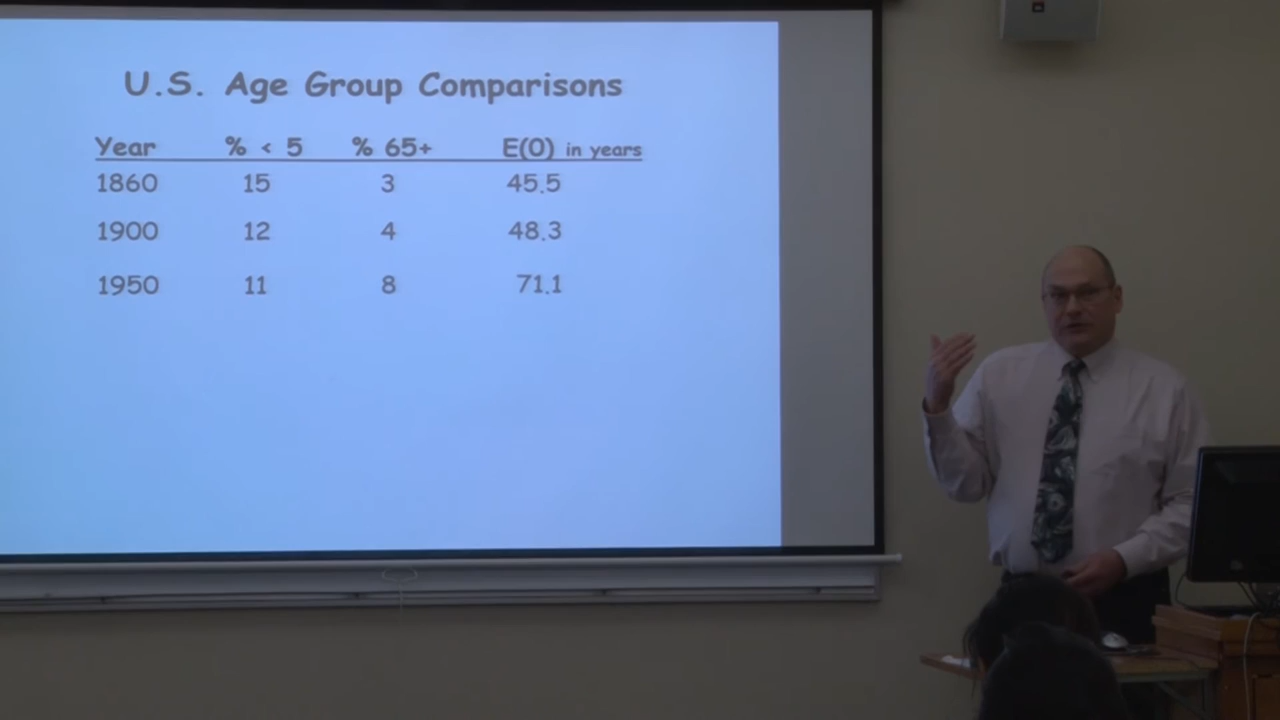 U.S. Age Group Comparisons
Year % < 5 % 65+ E(0) in years
1860 15 3 45.5
1900 12 4 48.3
1950 11 8 71.1